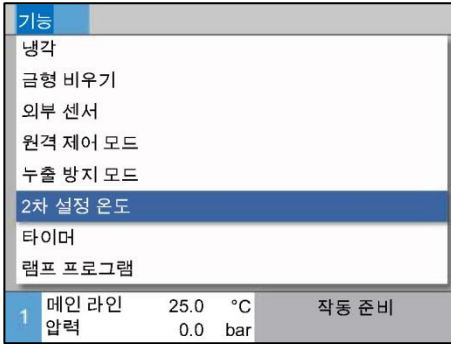 기능
냉각
금형 비우기
외부 센서
원격 제어 모드
누출 방지 모드
2차 설정 온도
타이머
램프 프로그램
1 메인 라인 25.0 °C 작동 준비
압력 0.0 bar